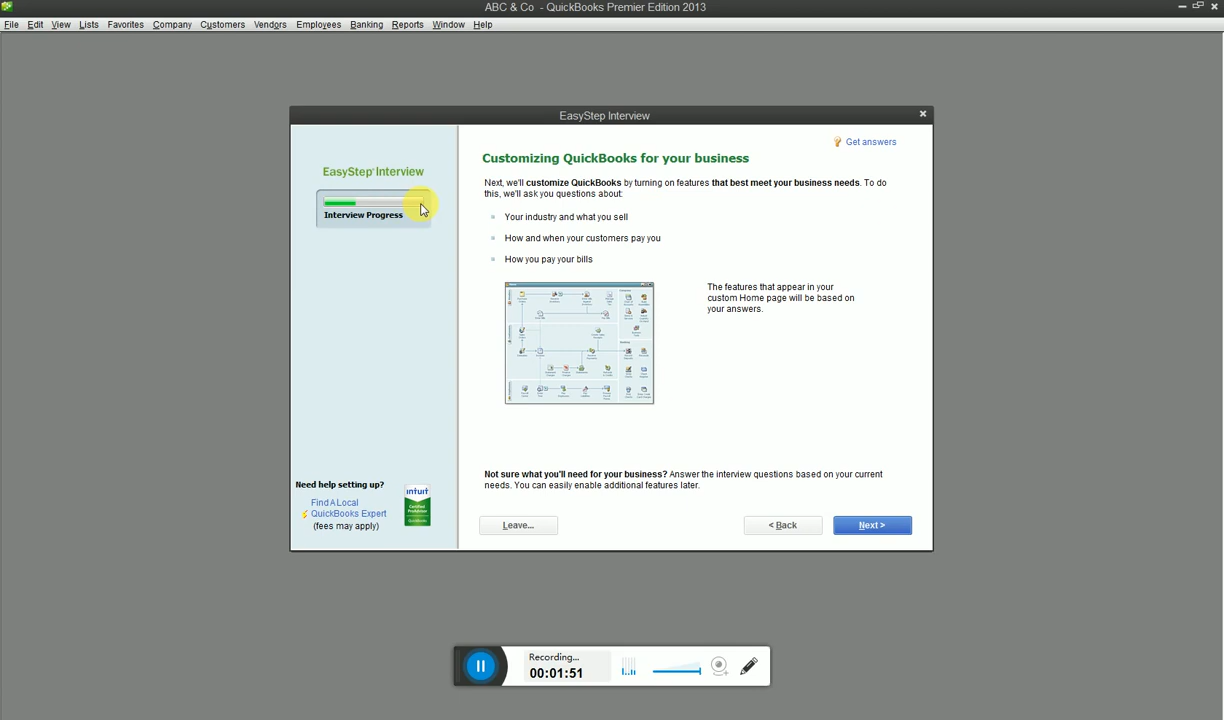 ABC & Co - QuickBooks Premier Edition 2013
File Edit View Lists Favorites Company Customers Vendors Employees Banking Reports Window Help
EasyStep Interview
Get answers
EasyStep Interview
Interview Progress
Customizing QuickBooks for your business
Next, we'll customize QuickBooks by turning on features that best meet your business needs. To do
this, we'll ask you questions about:
Your industry and what you sell
How and when your customers pay you
How you pay your bills
The features that appear in your
custom Home page will be based on
your answers.
Not sure what you'll need for your business? Answer the interview questions based on your current
needs. You can easily enable additional features later.
Need help setting up?
Find A Local
QuickBooks Expert
(fees may apply)
intuit
Certified
ProAdvisor
QuickBooks
Leave...
< Back
Next >
Recording...
00:01:51